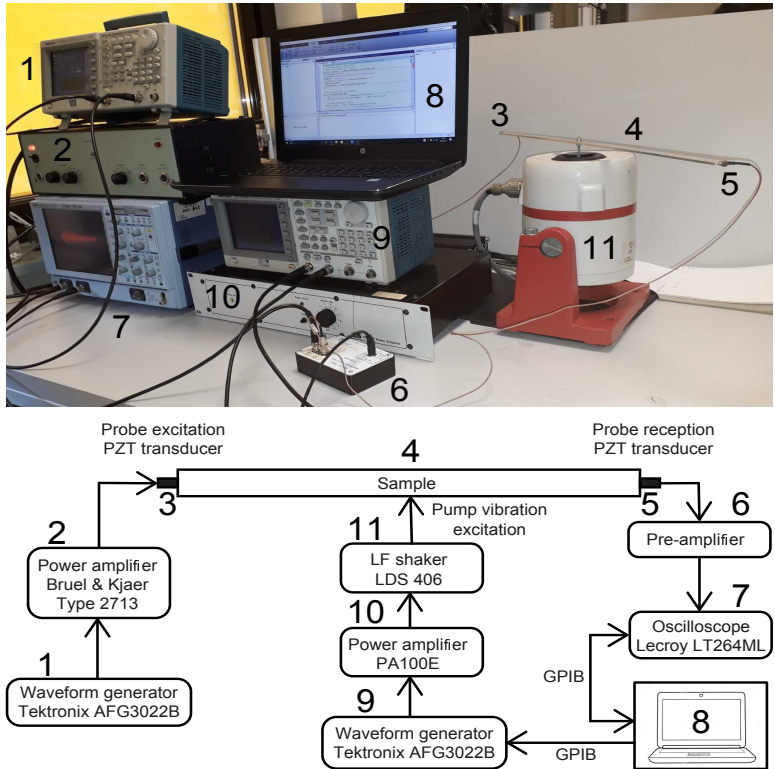 1
2
7
8
9
10
6
3
4
5
11
Probe excitation
PZT transducer
Probe reception
PZT transducer
4
Sample
3
5
Pump vibration
excitation
2
Power amplifier
Bruel & Kjaer
Type 2713
11
LF shaker
LDS 406
6
Pre-amplifier
10
Power amplifier
PA100E
7
Oscilloscope
Lecroy LT264ML
1
Waveform generator
Tektronix AFG3022B
9
Waveform generator
Tektronix AFG3022B
GPIB
GPIB
8